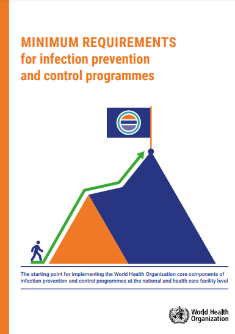 MINIMUM REQUIREMENTS
for infection prevention
and control programmes
The starting point for implementing the World Health Organization core components of
infection prevention and control programmes at the national and health care facility level
World Health
Organization